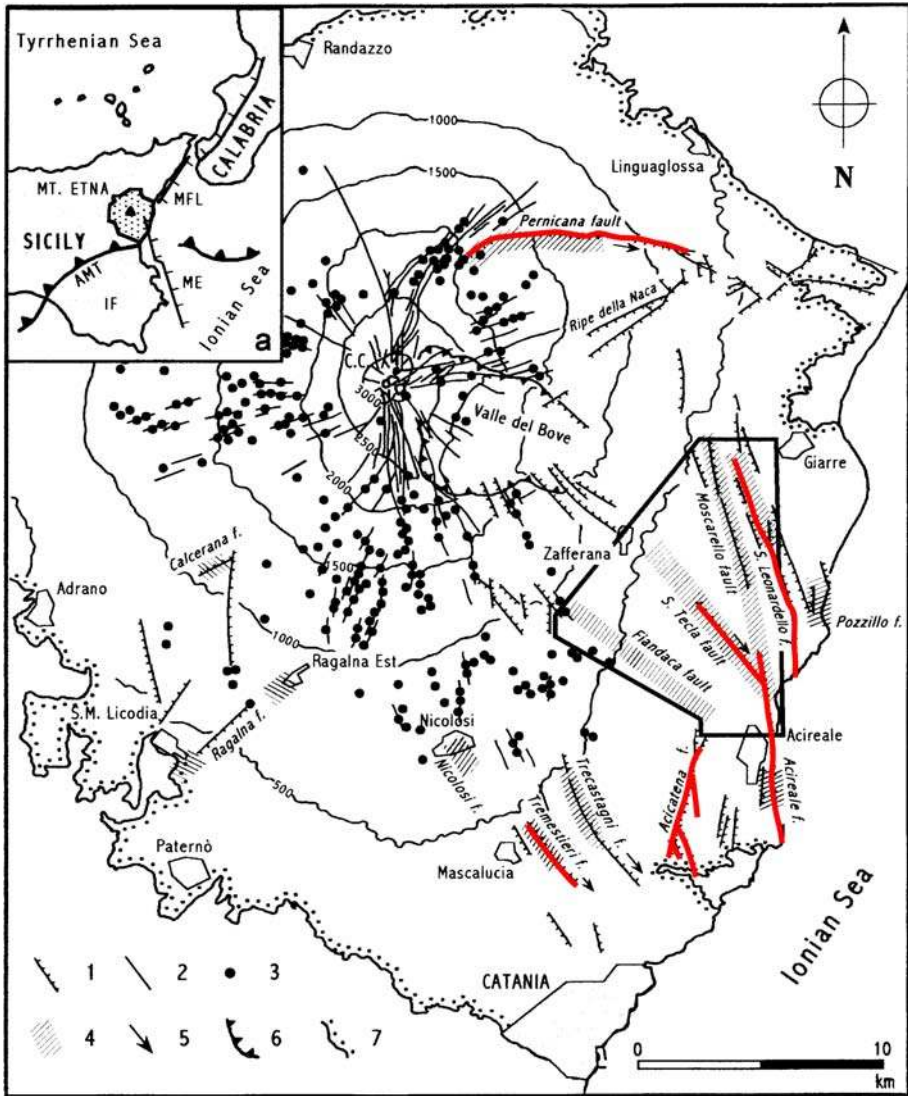 Tyrrhenian Sea
CALABRIA
MT. ETNA
MFL
SICILY
AMT
ME
IF
Ionian Sea
a
Randazzo
N
1000
Linguaglossa
1500
Pernicana fault
Ripe della Naca
C.C.
3000
Valle del Bove
2500
2000
Giarre
Moscarello fault
S. Leonardello f.
Zafferana
Calcerana f.
1500
S. Tecla fault
Pozzillo f.
Adrano
1000
Fiandaca fault
Ragalna Est
S.M. Licodia
Ragalna f.
Nicolosi
Acireale
Nicolosi f.
500
Trecastagni f.
Acicatena f.
Acireale f.
Tremestieri f.
Paternò
Mascalucia
Ionian Sea
1 2 3
CATANIA
4 5 6 7
0 10
km